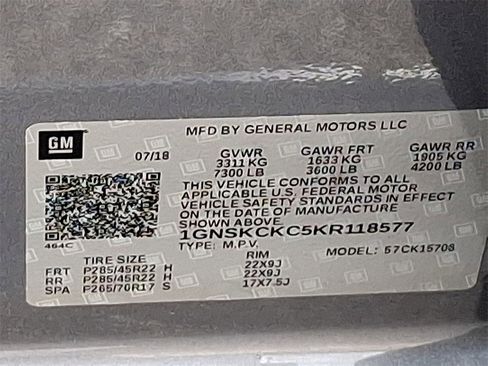 GM
MFD BY GENERAL MOTORS LLC
07/18 GVWR GAWR FRT GAWR RR
3311 KG 1633 KG 1905 KG
7300 LB 3600 LB 4200 LB
THIS VEHICLE CONFORMS TO ALL
APPLICABLE U.S. FEDERAL MOTOR
VEHICLE SAFETY STANDARDS IN EFFECT
ON THE DATE OF MANUFACTURE
SHOWN ABOVE.
1GNSKCKC5KR118577
464C TYPE: M.P.V. MODEL: 57CK15706
TIRE SIZE RIM
FRT P285/45R22 H 22X9J
RR P285/45R22 H 22X9J
SPA P265/70R17 S 17X7.5J